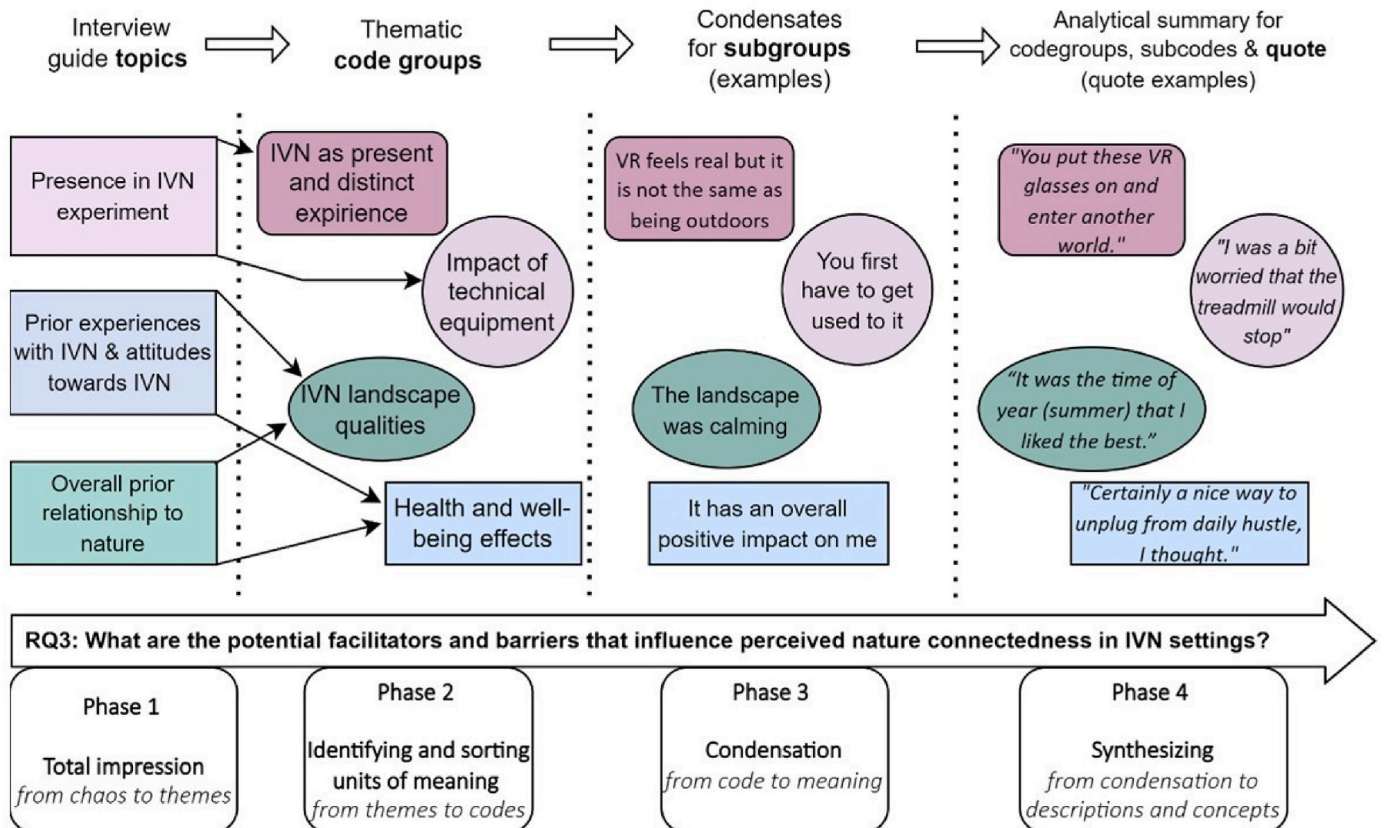 Interview
guide topics
Thematic
code groups
Condensates
for subgroups
(examples)
Analytical summary for
codegroups, subcodes & quote
(quote examples)
Presence in IVN
experiment
Prior experiences
with IVN & attitudes
towards IVN
Overall prior
relationship to
nature
IVN as present
and distinct
expirience
Impact of
technical
equipment
IVN landscape
qualities
Health and well-
being effects
VR feels real but it
is not the same as
being outdoors
You first
have to get
used to it
The landscape
was calming
It has an overall
positive impact on me
"You put these VR
glasses on and
enter another
world."
"I was a bit
worried that the
treadmill would
stop"
“It was the time of
year (summer) that I
liked the best.”
"Certainly a nice way to
unplug from daily hustle,
I thought."
RQ3: What are the potential facilitators and barriers that influence perceived nature connectedness in IVN settings?
Phase 1
Total impression
from chaos to themes
Phase 2
Identifying and sorting
units of meaning
from themes to codes
Phase 3
Condensation
from code to meaning
Phase 4
Synthesizing
from condensation to
descriptions and concepts